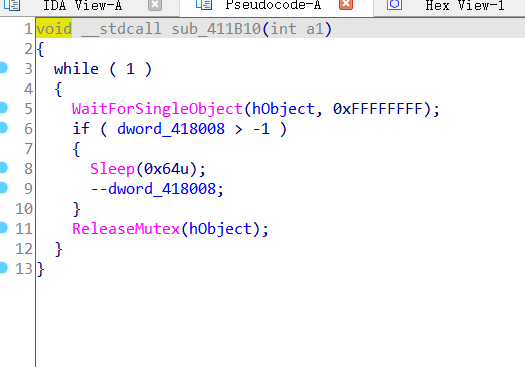 IDA View-A Pseudocode-A Hex View-1
1 void __stdcall sub_411B10(int a1)
2 {
3 while ( 1 )
4 {
5 WaitForSingleObject(hObject, 0xFFFFFFFF);
6 if ( dword_418008 > -1 )
7 {
8 Sleep(0x64u);
9 --dword_418008;
10 }
11 ReleaseMutex(hObject);
12 }
13 }